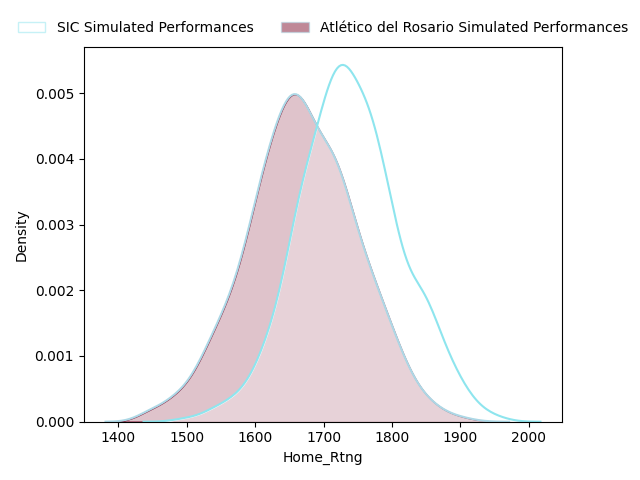 SIC Simulated Performances
Atlético del Rosario Simulated Performances
0.005
0.004
0.003
0.002
0.001
0.000
Density
1400 1500 1600 1700 1800 1900 2000
Home_Rtng